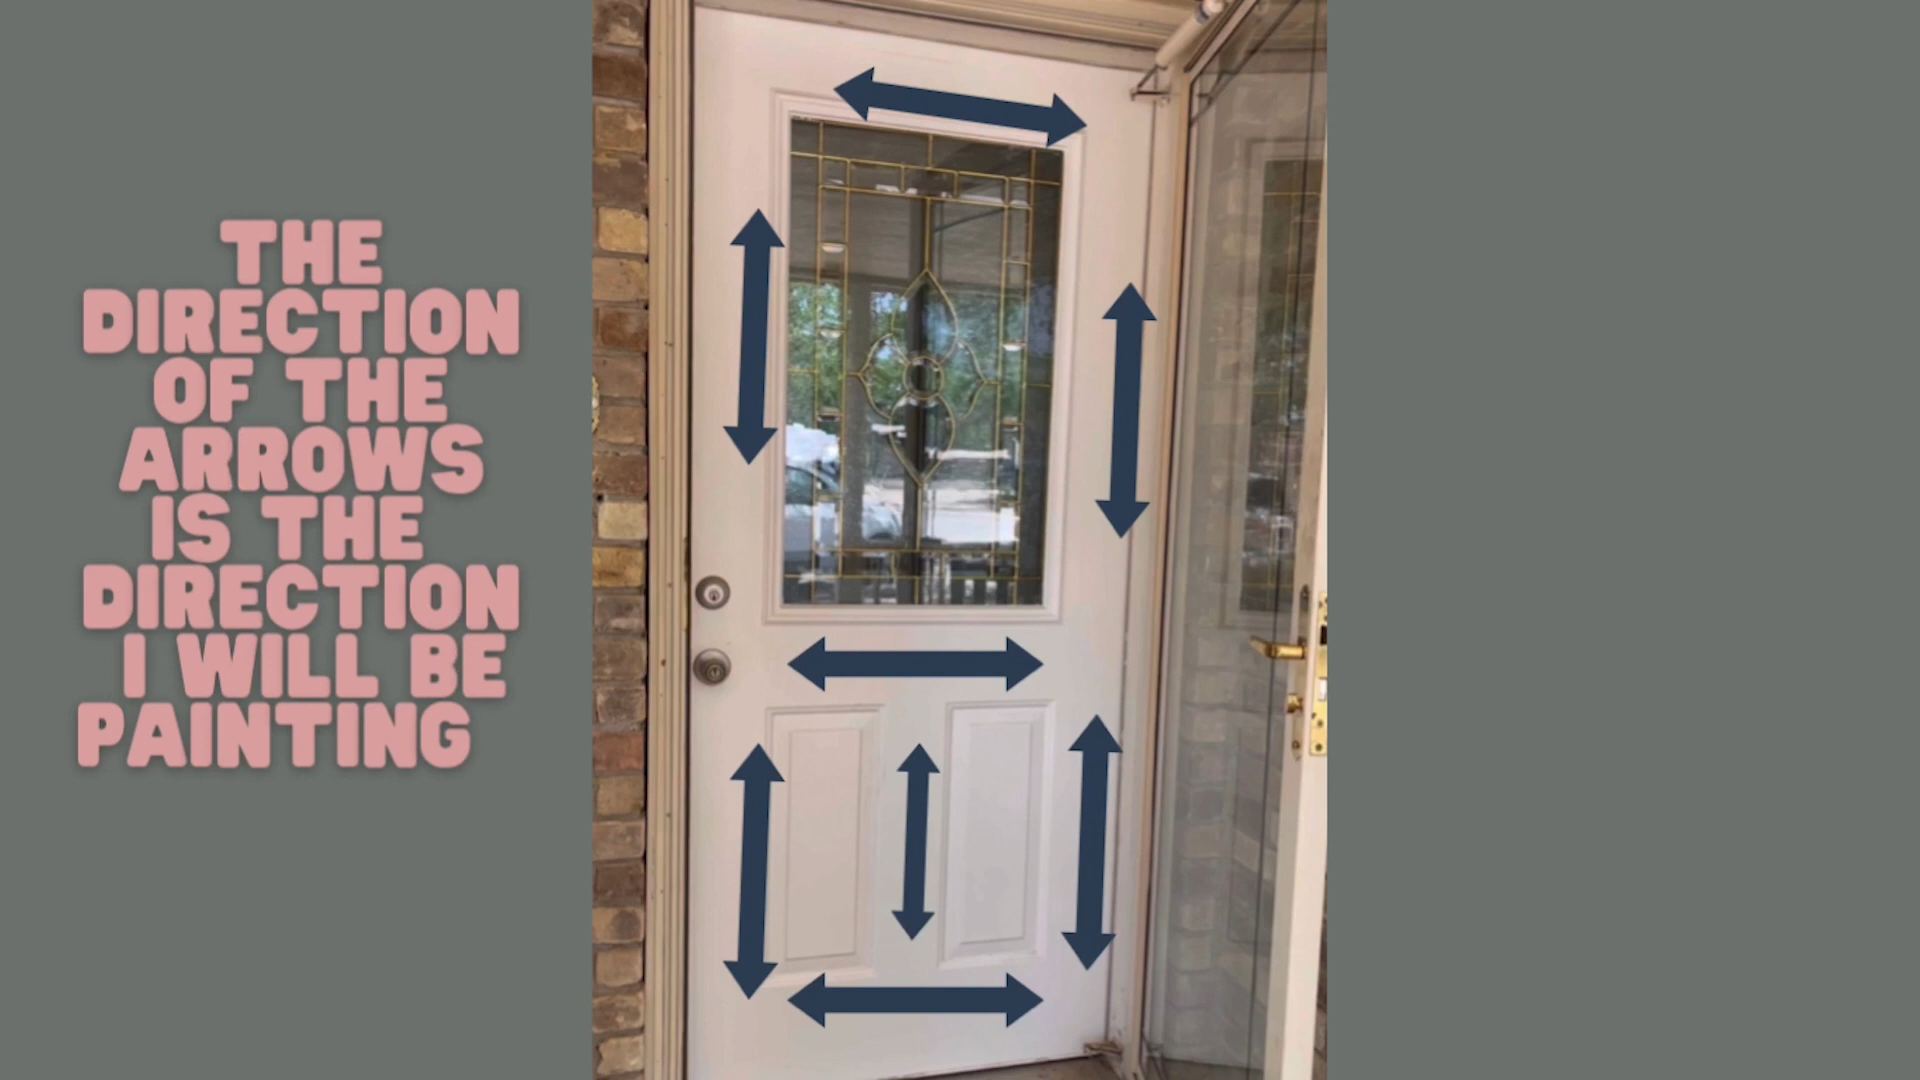 THE
DIRECTION
OF THE
ARROWS
IS THE
DIRECTION
I WILL BE
PAINTING